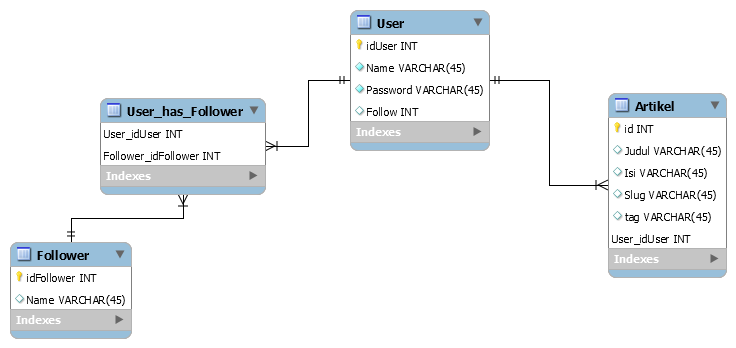 User
idUser INT
Name VARCHAR(45)
Password VARCHAR(45)
Follow INT
Indexes
User_has_Follower
User_idUser INT
Follower_idFollower INT
Indexes
Artikel
id INT
Judul VARCHAR(45)
Isi VARCHAR(45)
Slug VARCHAR(45)
tag VARCHAR(45)
User_idUser INT
Indexes
Follower
idFollower INT
Name VARCHAR(45)
Indexes